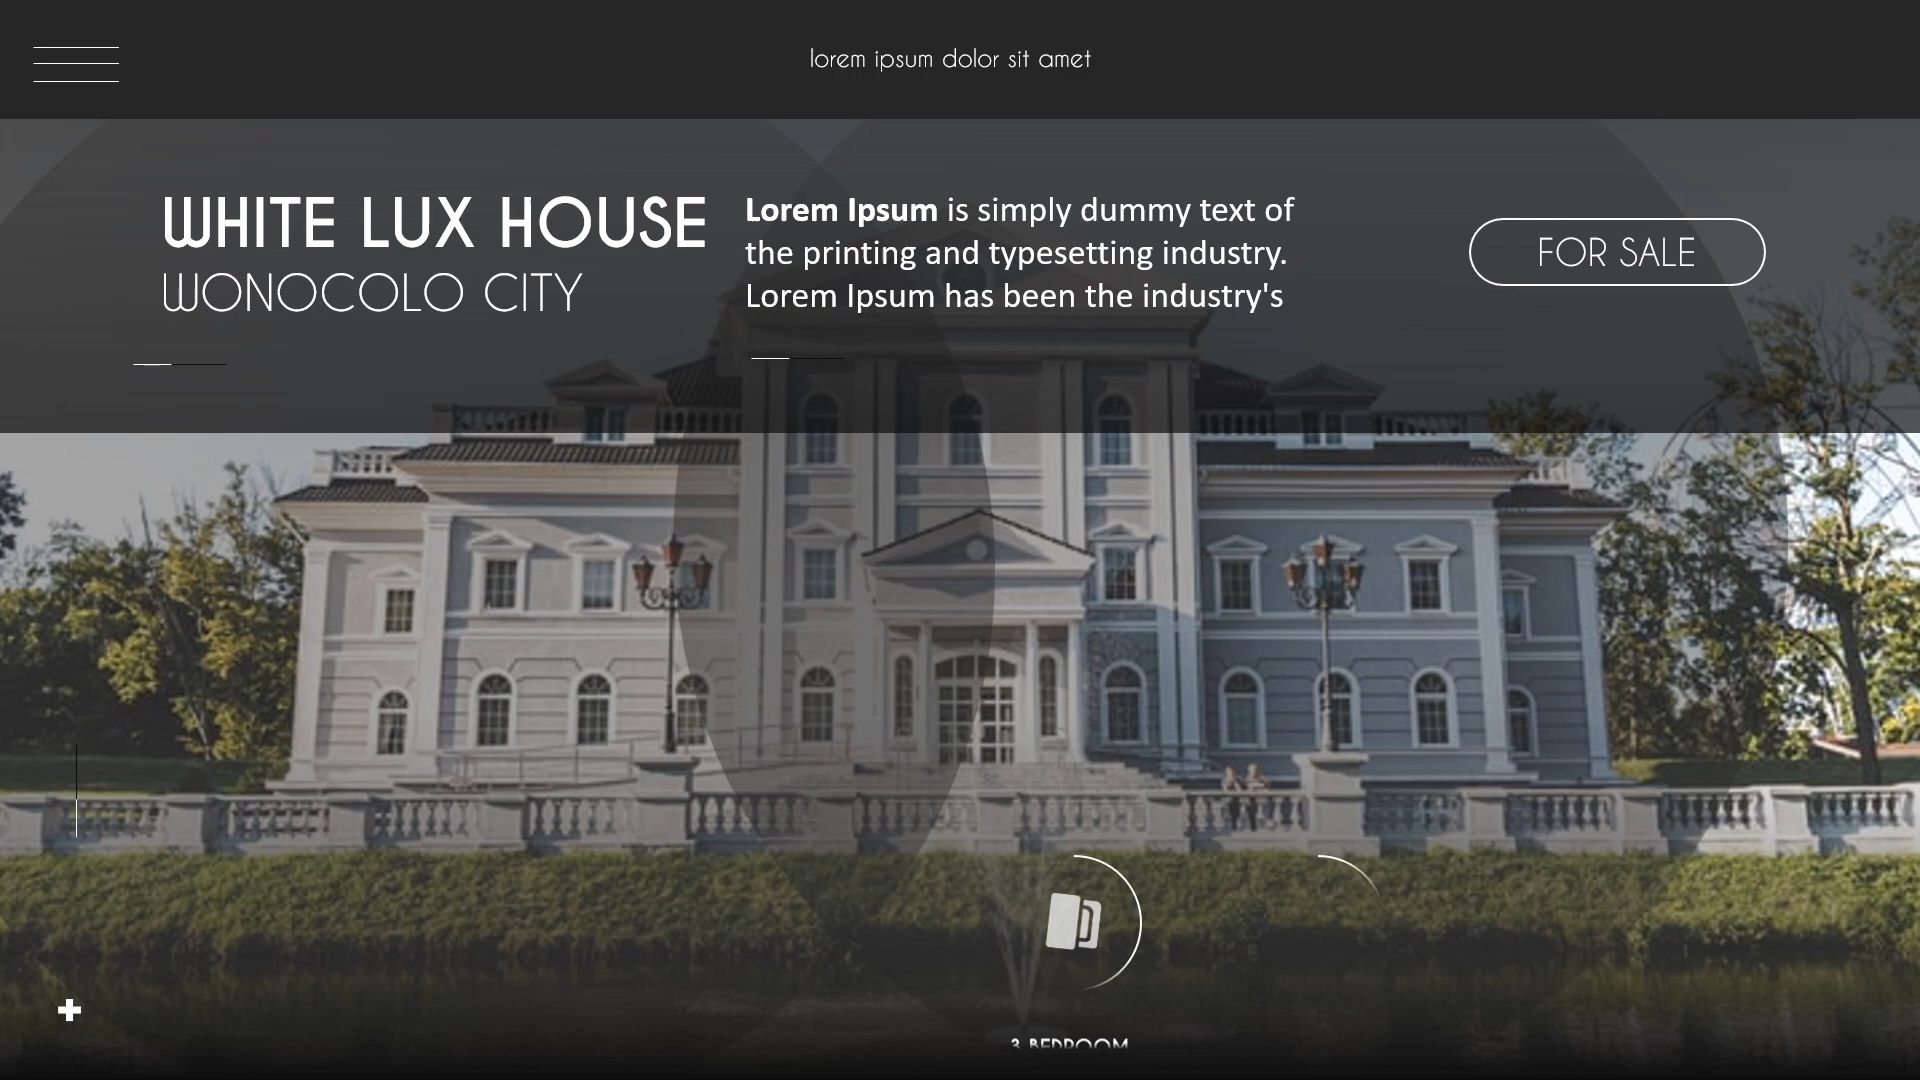 lorem ipsum dolor sit amet
WHITE LUX HOUSE
WONOCOLO CITY
Lorem Ipsum is simply dummy text of
the printing and typesetting industry.
Lorem Ipsum has been the industry's
FOR SALE
3 BEDROOM